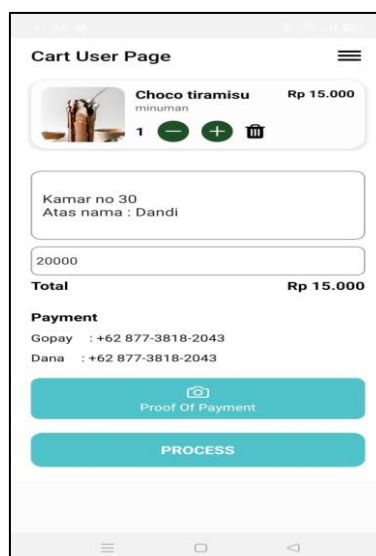 Cart User Page
Choco tiramisu Rp 15.000
minuman
1
Kamar no 30
Atas nama : Dandi
20000
Total Rp 15.000
Payment
Gopay : +62 877-3818-2043
Dana : +62 877-3818-2043
Proof Of Payment
PROCESS